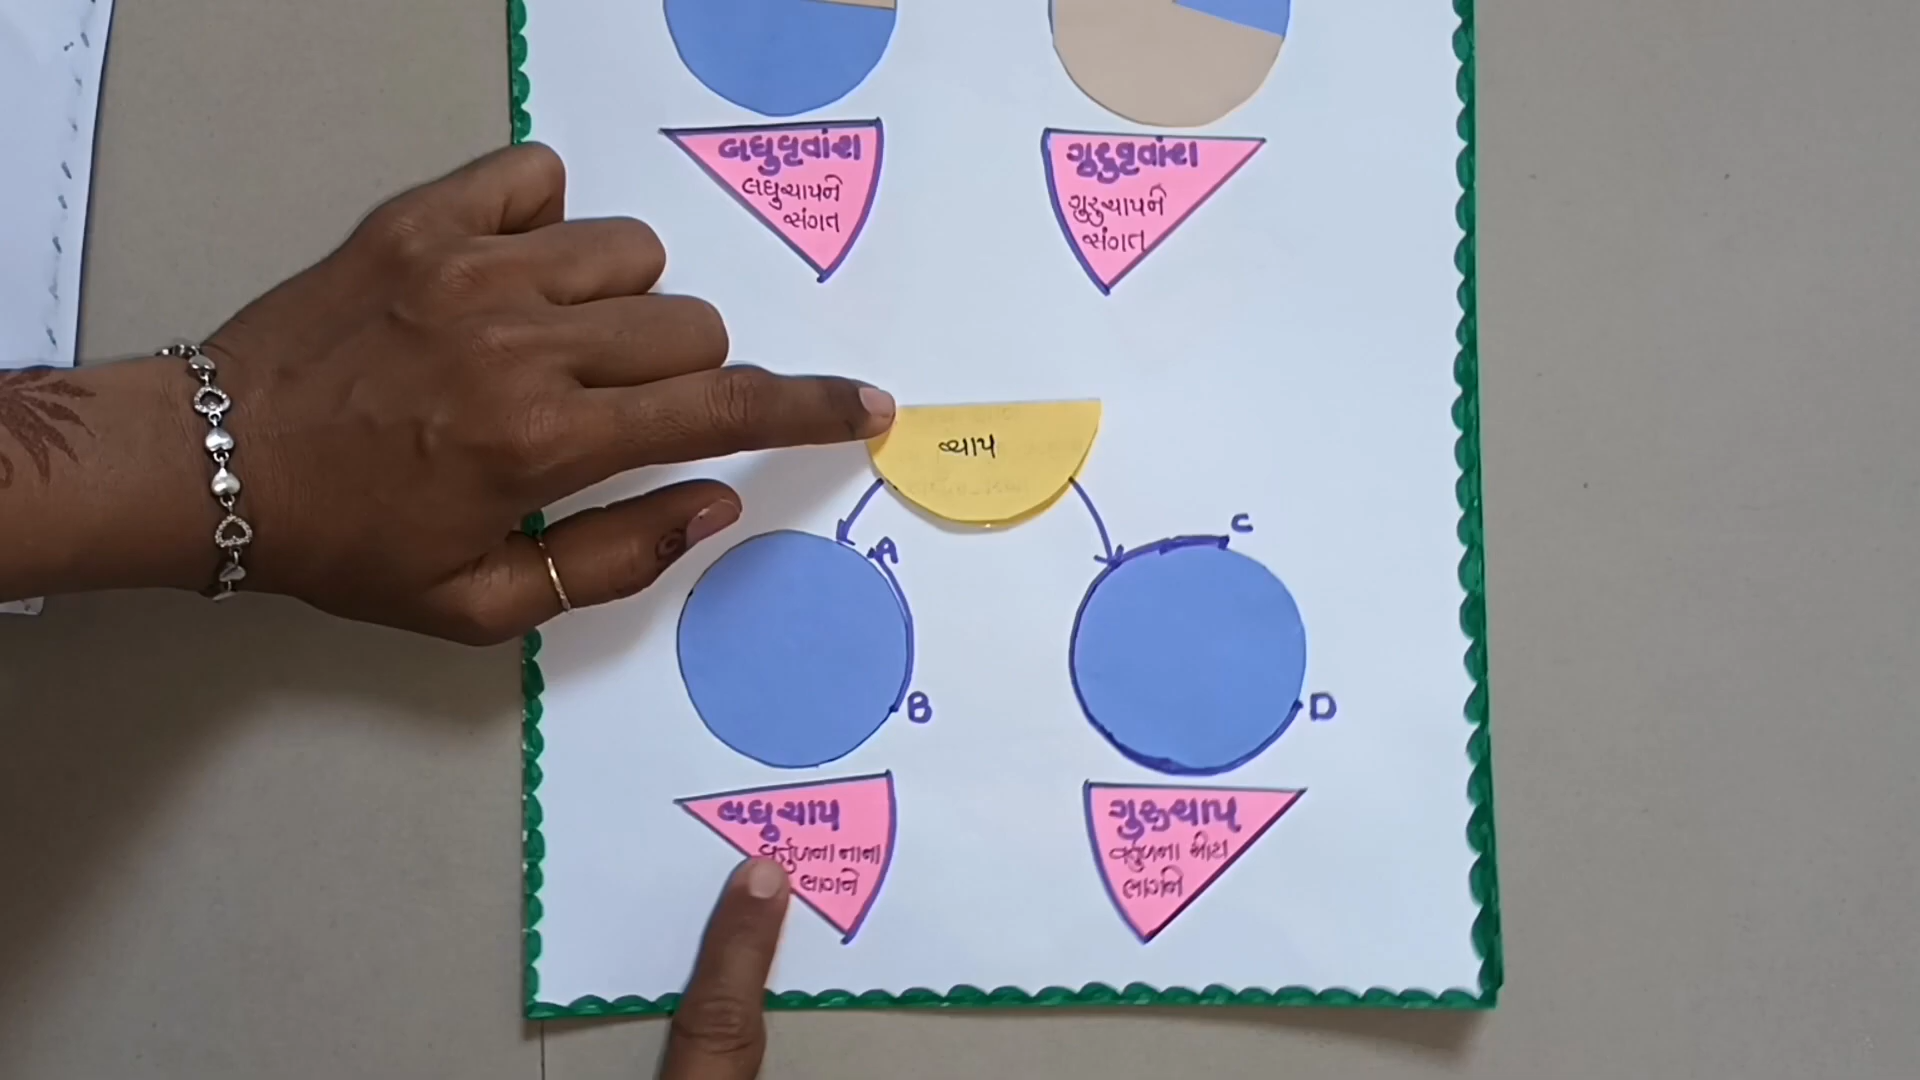 લઘુવૃતાંશ
લઘુચાપને
સંગત
ગુરુવૃતાંશ
ગુરુચાપને
સંગત
ચાપ
A
B
C
D
લઘુચાપ
વર્તુળના નાના
ભાગને
ગુરુચાપ
વર્તુળના મોટા
ભાગને